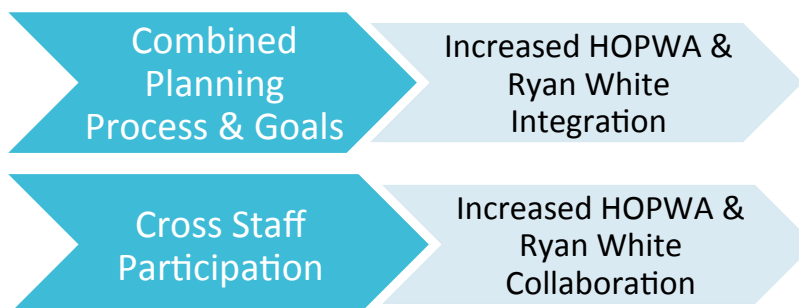 Combined
Planning
Process & Goals
Increased HOPWA &
Ryan White
Integration
Cross Staff
Participation
Increased HOPWA &
Ryan White
Collaboration